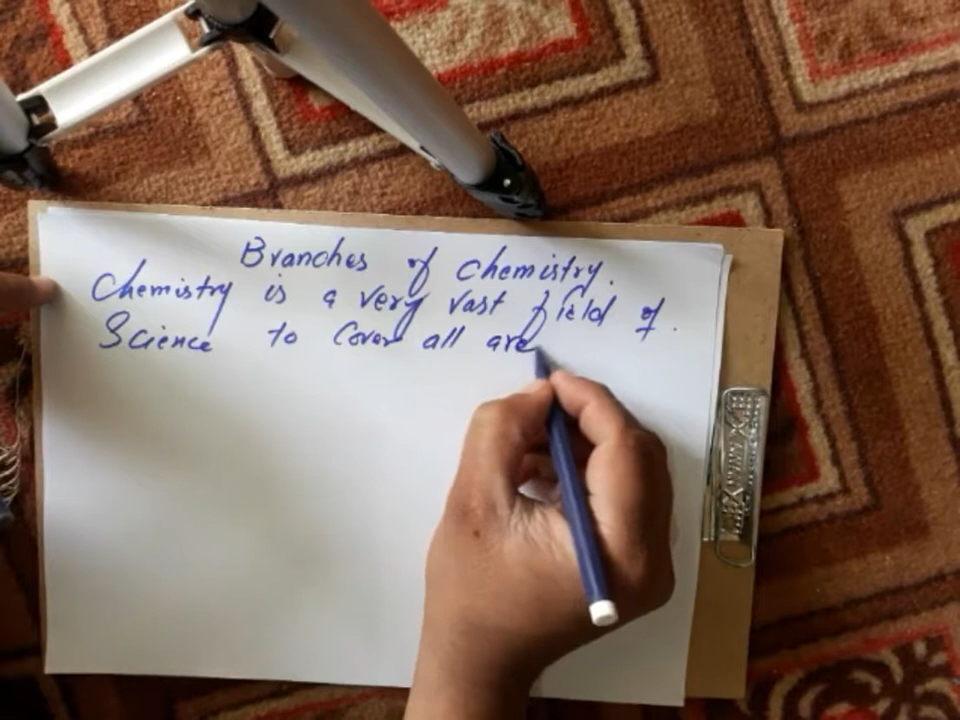 Branches of chemistry.
Chemistry is a very vast field of.
Science to Cover all are